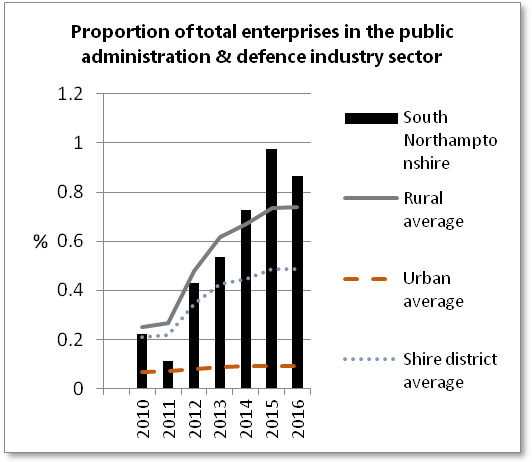 Proportion of total enterprises in the public
administration & defence industry sector
1.2
1
0.8
0.6
0.4
0.2
0
%
2010
2011
2012
2013
2014
2015
2016
South
Northampto
nshire
Rural
average
Urban
average
Shire district
average